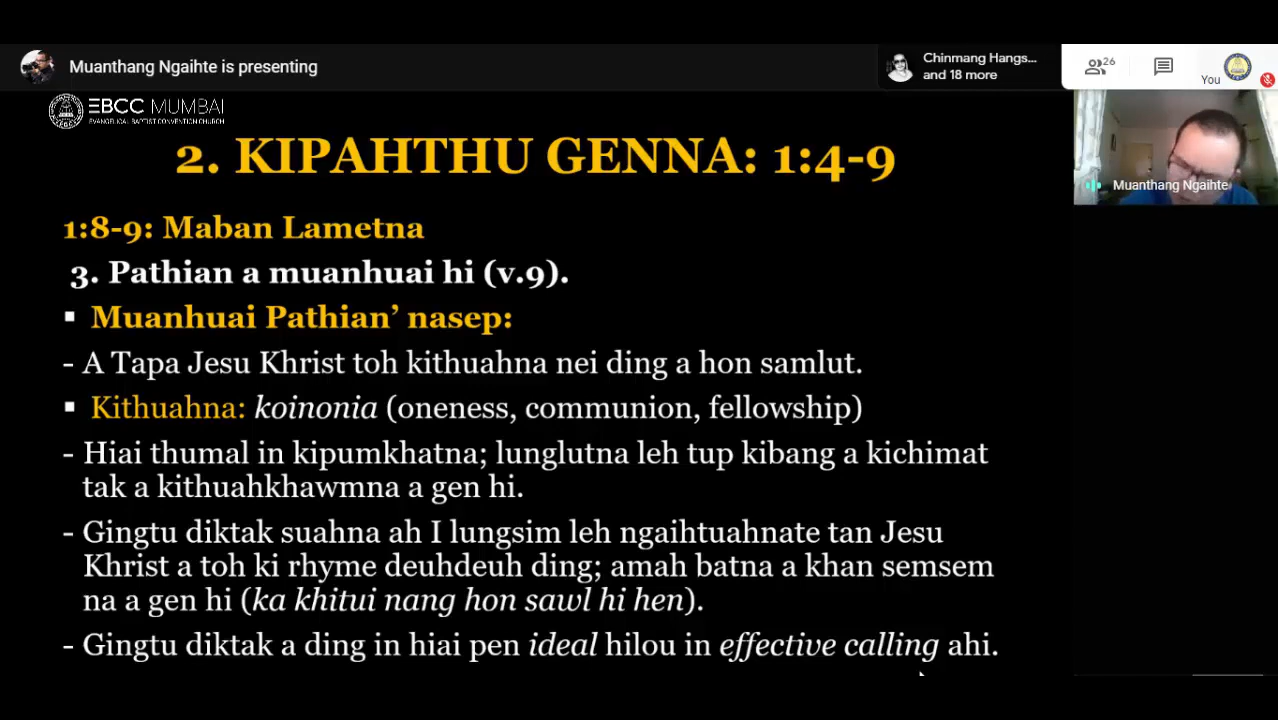 Muanthang Ngaihte is presenting
Chinmang Hangs...
and 18 more
26
You
EBCC MUMBAI
EVANGELICAL BAPTIST CONVENTION CHURCH
2. KIPAHTHU GENNA: 1:4-9
1:8-9: Maban Lametna
3. Pathian a muanhuai hi (v.9).
▪ Muanhuai Pathian’ nasep:
- A Tapa Jesu Khrist toh kithuahna nei ding a hon samlut.
▪ Kithuahna: koinonia (oneness, communion, fellowship)
- Hiai thumal in kipumkhatna; lunglutna leh tup kibang a kichimat
tak a kithuahkhawmna a gen hi.
- Gingtu diktak suahna ah I lungsim leh ngaihtuahnate tan Jesu
Khrist a toh ki rhyme deuhdeuh ding; amah batna a khan semsem
na a gen hi (ka khitui nang hon sawl hi hen).
- Gingtu diktak a ding in hiai pen ideal hilou in effective calling ahi.
Muanthang Ngaihte